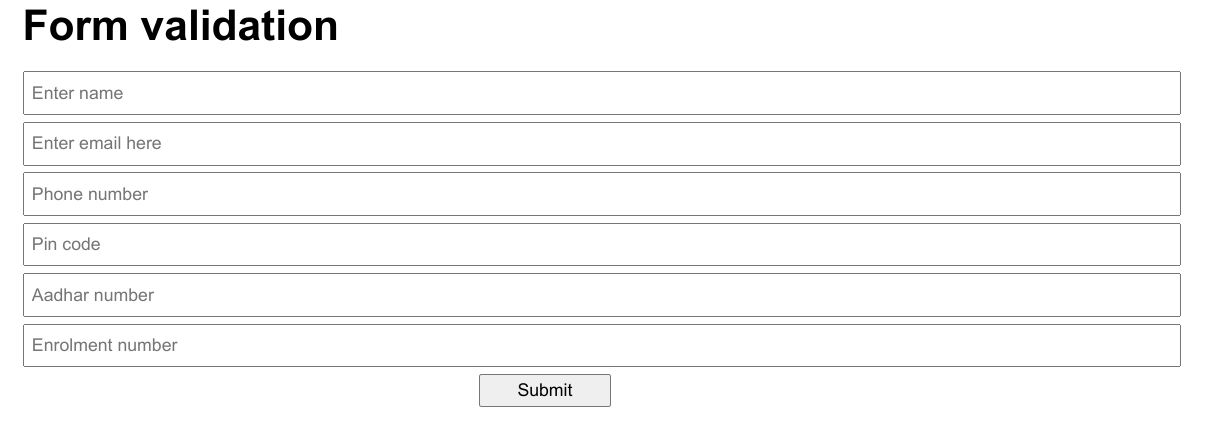 Form validation
Enter name
Enter email here
Phone number
Pin code
Aadhar number
Enrolment number
Submit